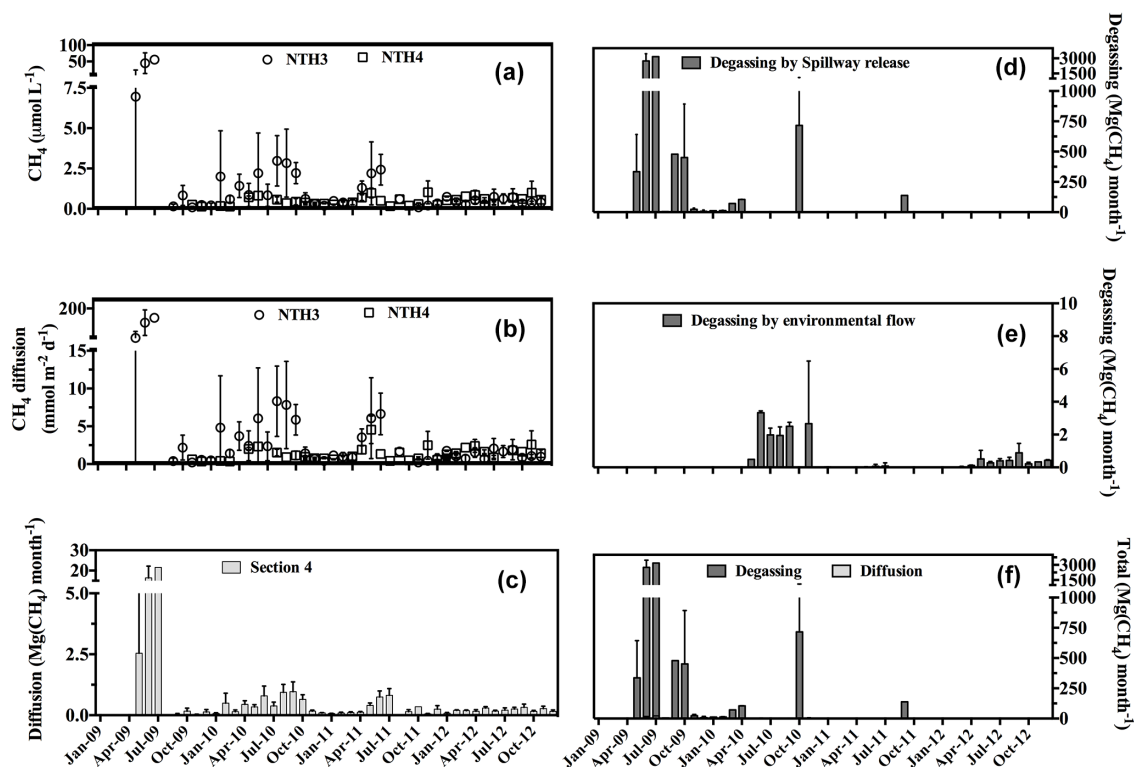 CH₄ (µmol L⁻¹)
100
50
7.5
5.0
2.5
0.0
NTH3
NTH4
(a)
Degassing by Spillway release
(d)
3000
1500
1000
750
500
250
0
Degassing (Mg(CH₄) month⁻¹)
CH₄ diffusion
(mmol m⁻² d⁻¹)
200
15
10
5
0
NTH3
NTH4
(b)
Degassing by environmental flow
(e)
10
8
6
4
2
0
Degassing (Mg(CH₄) month⁻¹)
Diffusion (Mg(CH₄) month⁻¹)
30
20
10
5.0
2.5
0.0
Section 4
(c)
Jan-09
Apr-09
Jul-09
Oct-09
Jan-10
Apr-10
Jul-10
Oct-10
Jan-11
Apr-11
Jul-11
Oct-11
Jan-12
Apr-12
Jul-12
Oct-12
Degassing
Diffusion
(f)
3000
1500
1000
750
500
250
0
Total (Mg(CH₄) month⁻¹)
Jan-09
Apr-09
Jul-09
Oct-09
Jan-10
Apr-10
Jul-10
Oct-10
Jan-11
Apr-11
Jul-11
Oct-11
Jan-12
Apr-12
Jul-12
Oct-12